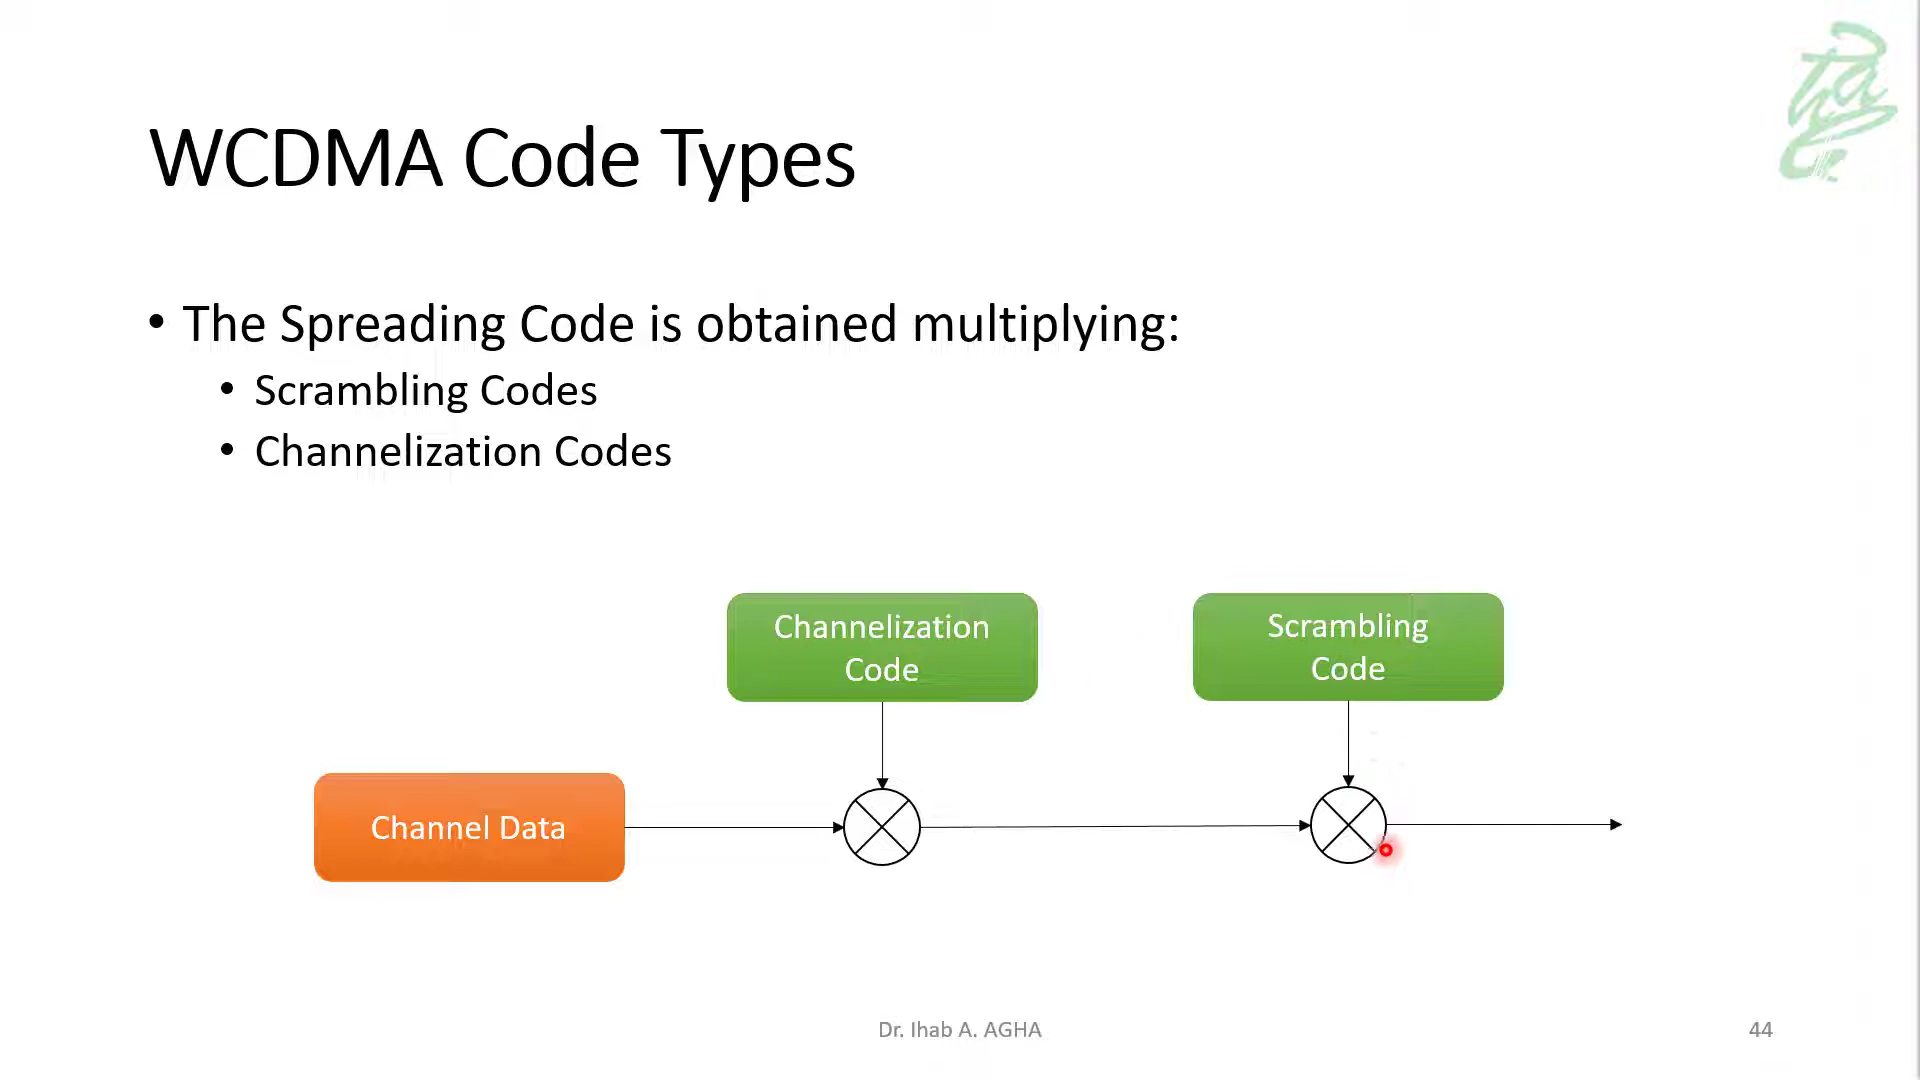 WCDMA Code Types
• The Spreading Code is obtained multiplying:
• Scrambling Codes
• Channelization Codes
Channelization
Code
Scrambling
Code
Channel Data
Dr. Ihab A. AGHA
44